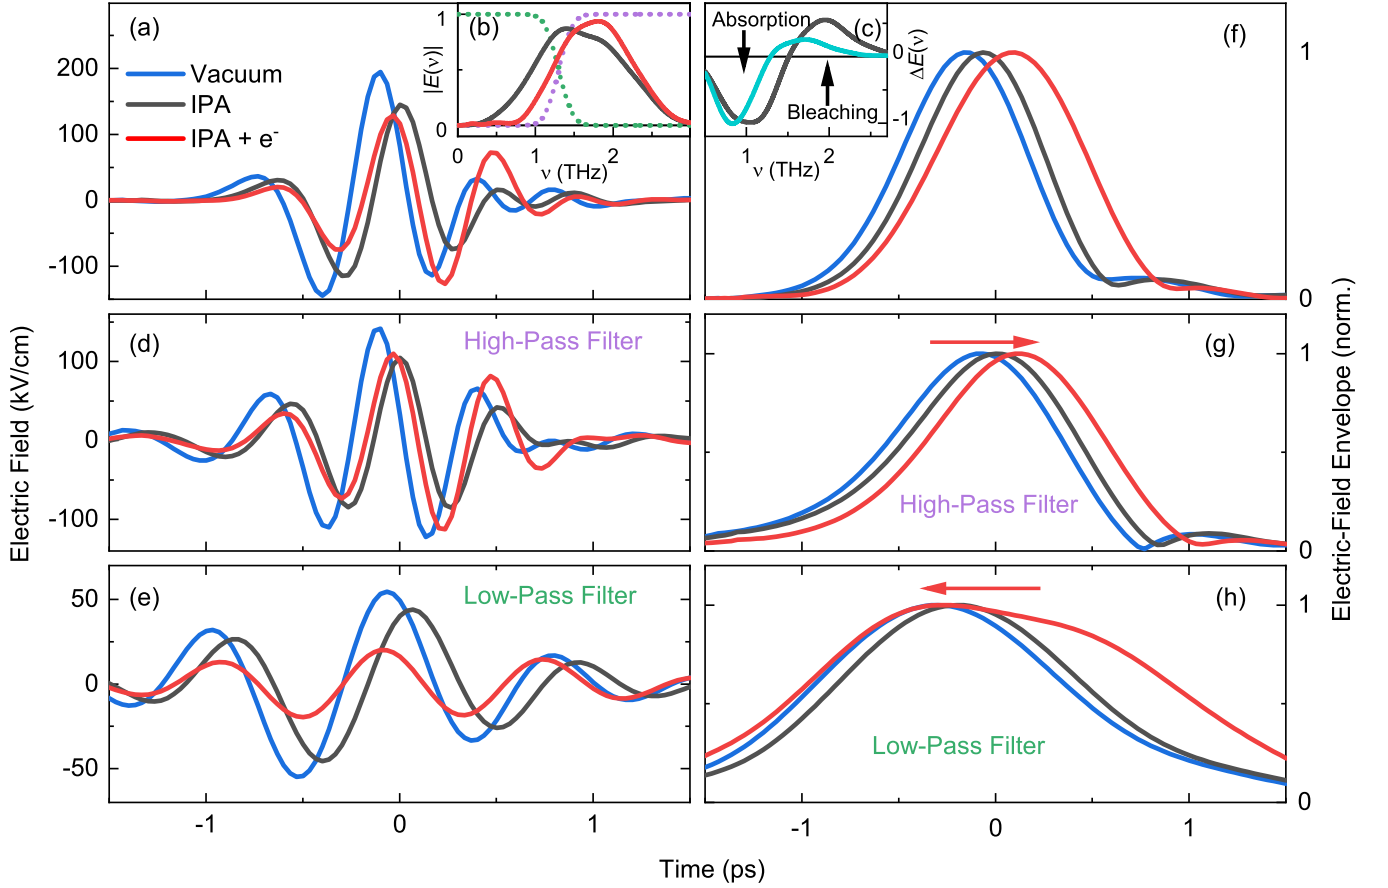 (a)
Vacuum
IPA
IPA + e-
200
100
0
-100
(b)
|E(ν)|
1
0
0
1
2
ν (THz)
(c)
Absorption
Bleaching
ΔE(ν)
0
-1
1
2
ν (THz)
(f)
1
0
(d)
High-Pass Filter
100
0
-100
(g)
High-Pass Filter
1
0
(e)
Low-Pass Filter
50
0
-50
(h)
Low-Pass Filter
1
0
-1
0
1
-1
0
1
Time (ps)
Electric Field (kV/cm)
Electric-Field Envelope (norm.)